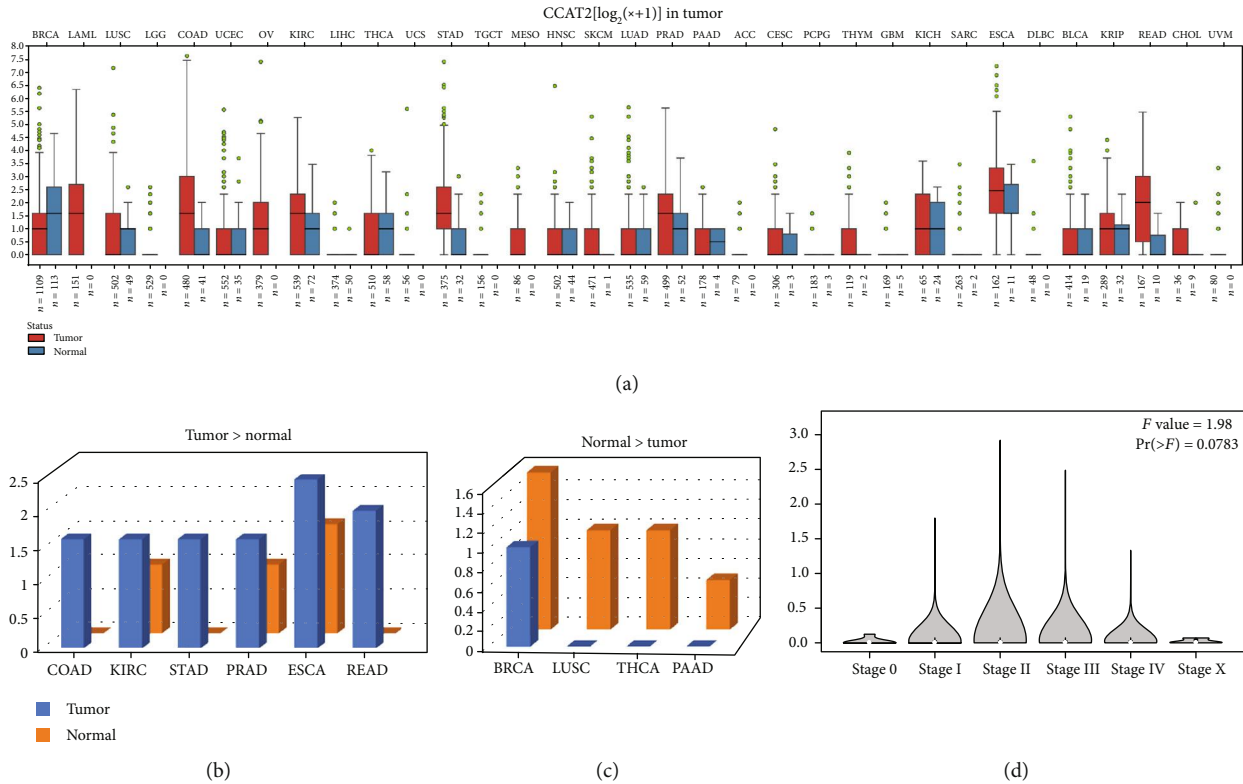 CCAT2[log2(×+1)] in tumor
BRCA LAML LUSC LGG COAD UCEC OV KIRC LIHC THCA UCS STAD TGCT MESO HNSC SKCM LUAD PRAD PAAD ACC CESC PCPG THYM GBM KICH SARC ESCA DLBC BLCA KRIP READ CHOL UVM
8.0
7.5
7.0
6.5
6.0
5.5
5.0
4.5
4.0
3.5
3.0
2.5
2.0
1.5
1.0
0.5
0.0
n = 1109 n = 113 n = 151 n = 0 n = 502 n = 49 n = 529 n = 0 n = 480 n = 41 n = 552 n = 35 n = 379 n = 0 n = 539 n = 72 n = 374 n = 50 n = 510 n = 58 n = 56 n = 0 n = 375 n = 32 n = 156 n = 0 n = 86 n = 0 n = 502 n = 44 n = 471 n = 1 n = 535 n = 59 n = 499 n = 52 n = 178 n = 4 n = 79 n = 0 n = 306 n = 3 n = 183 n = 3 n = 119 n = 2 n = 169 n = 5 n = 65 n = 24 n = 263 n = 2 n = 162 n = 11 n = 48 n = 0 n = 414 n = 19 n = 289 n = 32 n = 167 n = 10 n = 36 n = 9 n = 80 n = 0
Status
Tumor
Normal
(a)
Tumor > normal
2.5
2
1.5
1
0.5
0
COAD KIRC STAD PRAD ESCA READ
Tumor
Normal
(b)
Normal > tumor
1.6
1.4
1.2
1
0.8
0.6
0.4
0.2
0
BRCA LUSC THCA PAAD
(c)
F value = 1.98
Pr(>F) = 0.0783
3.0
2.5
2.0
1.5
1.0
0.5
0.0
Stage 0 Stage I Stage II Stage III Stage IV Stage X
(d)